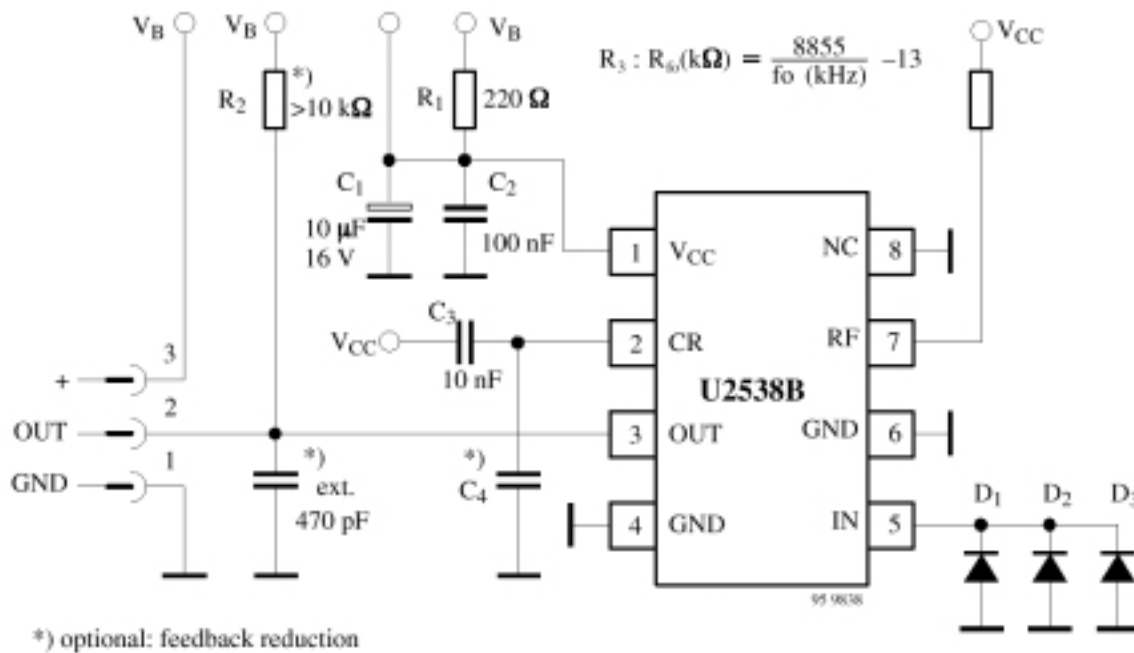 V_B
V_B
V_B
V_CC
R_3 : R_fo(kΩ) = 8855 / fo (kHz) –13
*)
R_2 >10 kΩ
R_1
220 Ω
C_1
10 μF
16 V
C_2
100 nF
V_CC
C_3
10 nF
*)
C_4
+
3
OUT
2
GND
1
*)
ext.
470 pF
1 V_CC
NC 8
2 CR
RF 7
U2538B
3 OUT
GND 6
4 GND
IN 5
95 9838
D_1
D_2
D_3
*) optional: feedback reduction